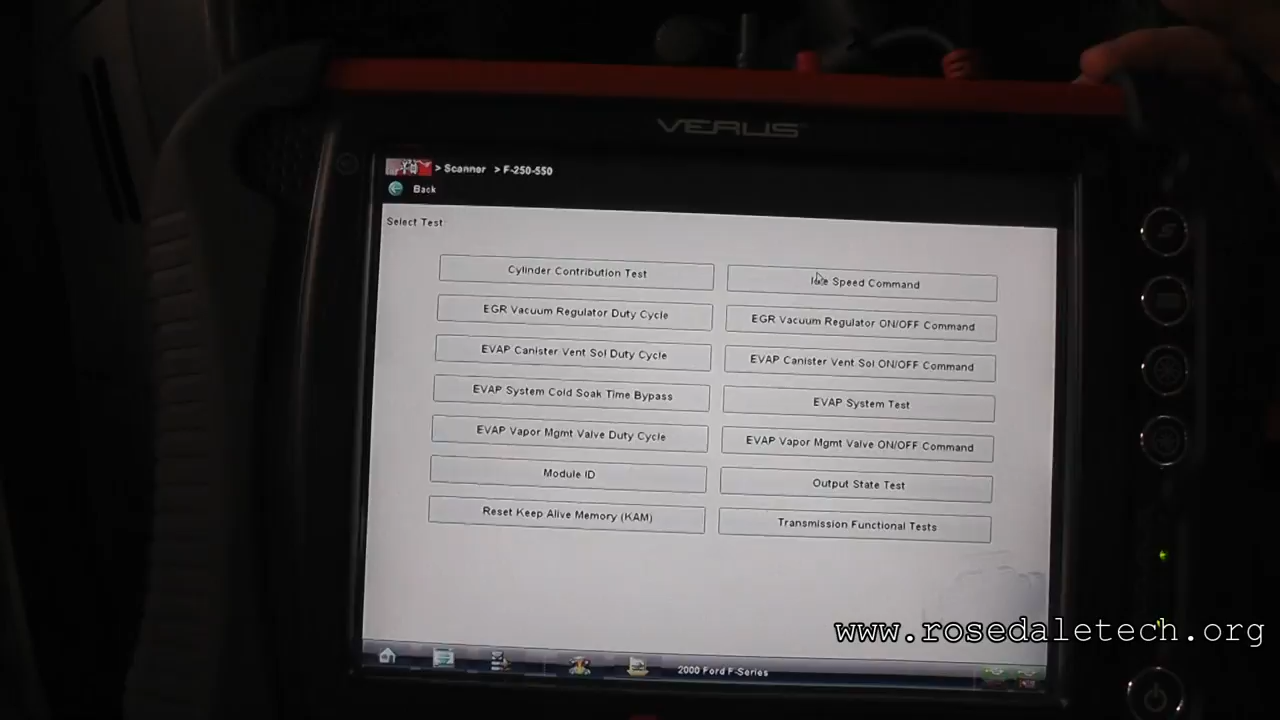 VERUS
> Scanner > F-250-550
Back
Select Test:
Cylinder Contribution Test
Idle Speed Command
EGR Vacuum Regulator Duty Cycle
EGR Vacuum Regulator ON/OFF Command
EVAP Canister Vent Sol Duty Cycle
EVAP Canister Vent Sol ON/OFF Command
EVAP System Cold Soak Time Bypass
EVAP System Test
EVAP Vapor Mgmt Valve Duty Cycle
EVAP Vapor Mgmt Valve ON/OFF Command
Module ID
Output State Test
Reset Keep Alive Memory (KAM)
Transmission Functional Tests
www.rosedaletech.org
2000 Ford F-Series